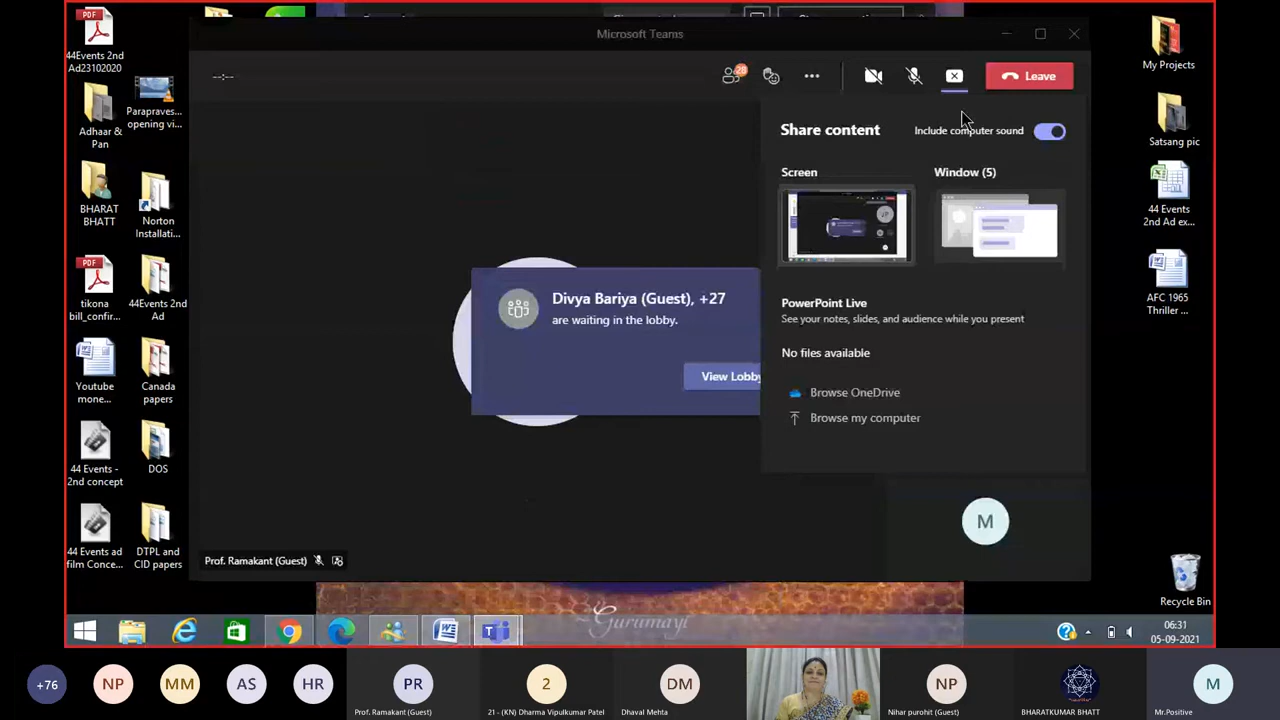 PDF
44Events 2nd
Ad23102020
Adhaar &
Pan
Parapraves...
opening vi...
BHARAT
BHATT
Norton
Installati...
PDF
tikona
bill_confir...
44Events 2nd
Ad
Youtube
mone...
Canada
papers
44 Events -
2nd concept
DOS
44 Events ad
film Conce...
DTPL and
CID papers
Microsoft Teams
--:--
28
Leave
Share content
Include computer sound
Screen
Window (5)
Divya Bariya (Guest), +27
are waiting in the lobby.
View Lobby
PowerPoint Live
See your notes, slides, and audience while you present
No files available
Browse OneDrive
Browse my computer
M
Prof. Ramakant (Guest)
My Projects
Satsang pic
44 Events
2nd Ad ex...
AFC 1965
Thriller ...
Recycle Bin
Gurumayi
06:31
05-09-2021
+76
NP
MM
AS
HR
PR
Prof. Ramakant (Guest)
2
21 - (KN) Dharma Vipulkumar Patel
DM
Dhaval Mehta
NP
Nihar purohit (Guest)
BHARATKUMAR BHATT
M
Mr.Positive